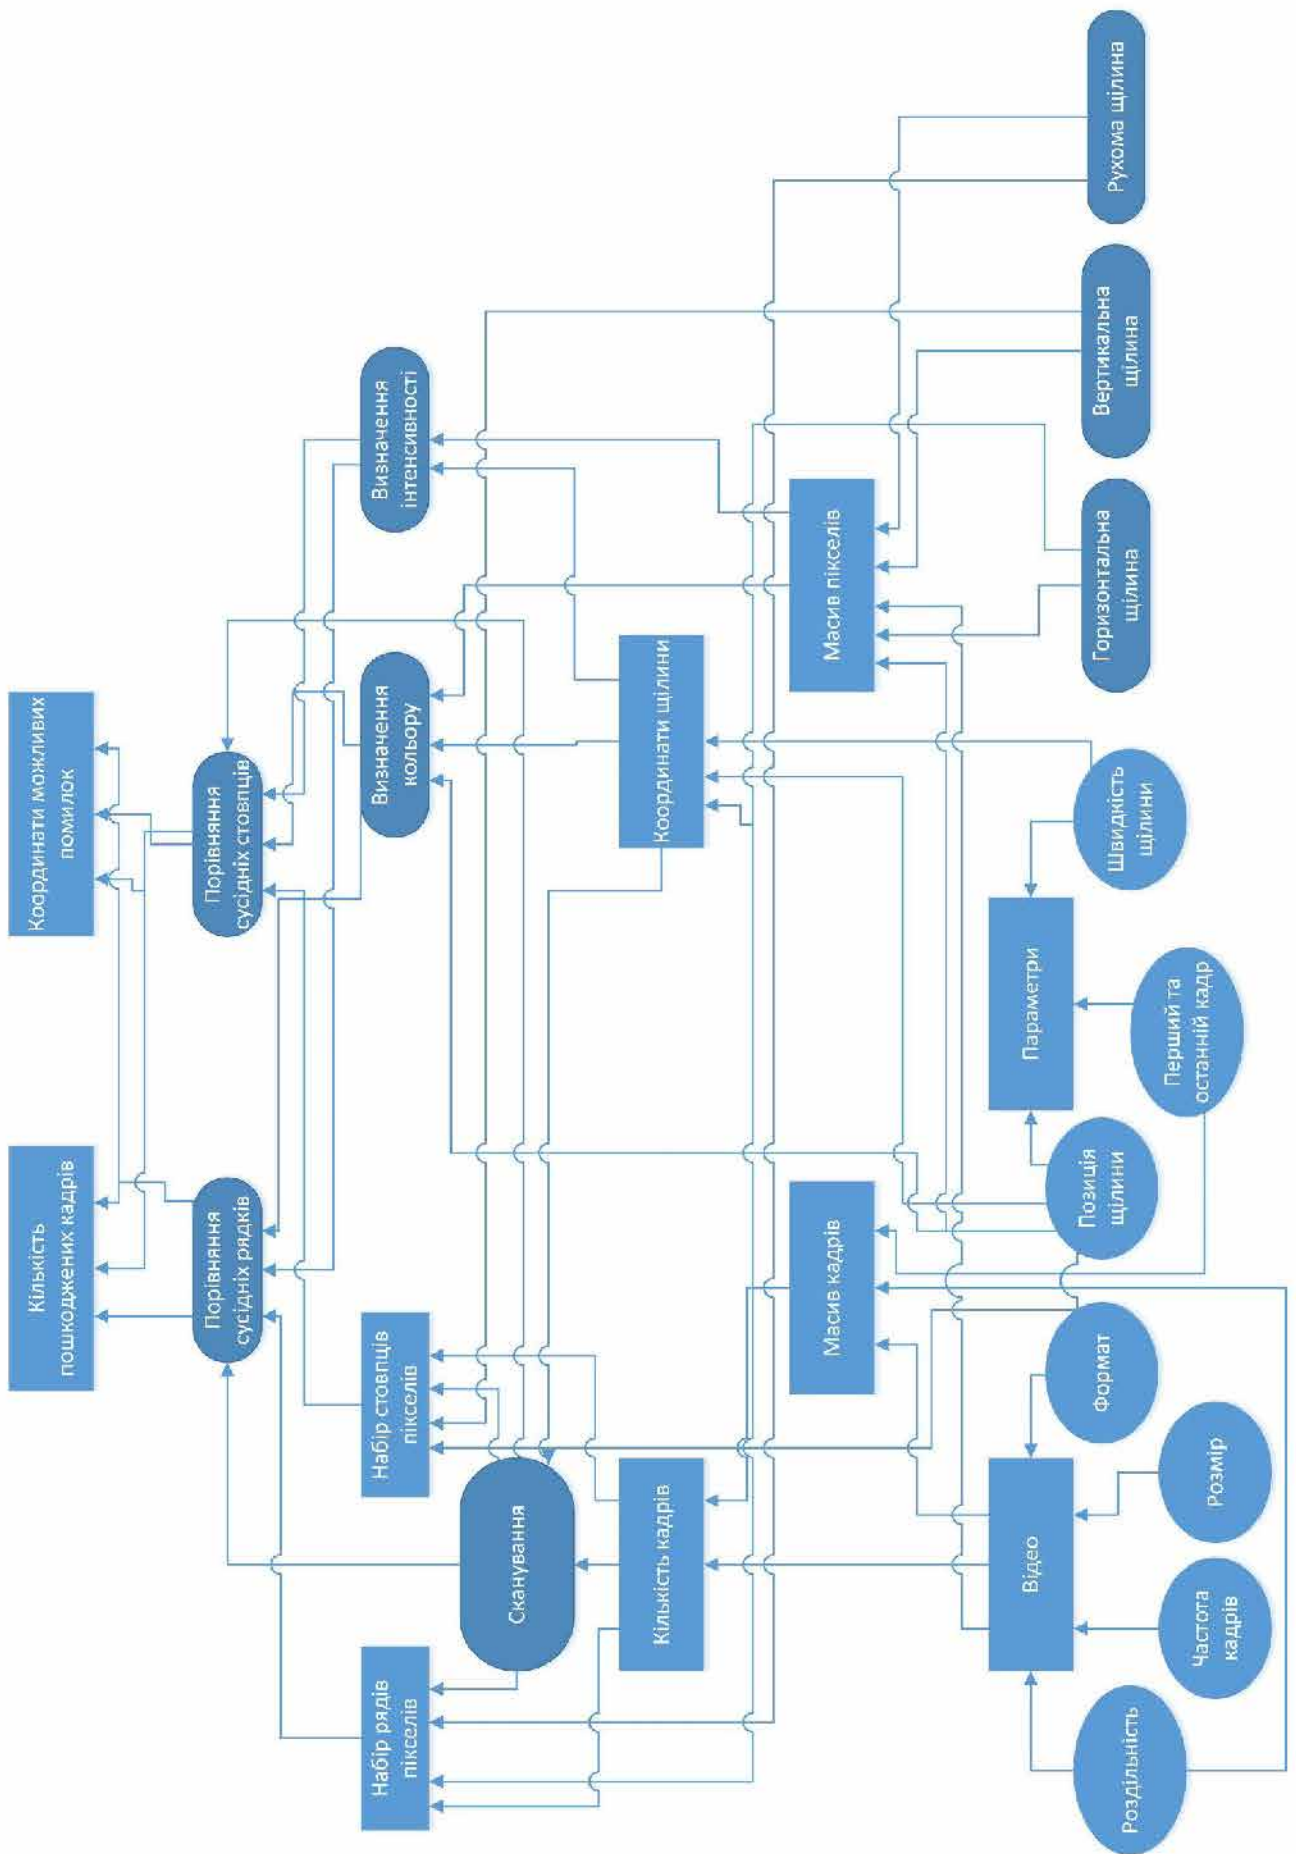 Кількість
пошкоджених кадрів
Координати можливих
помилок
Порівняння
сусідніх рядків
Порівняння
сусідніх стовпців
Набір рядів
пікселів
Набір стовпців
пікселів
Визначення
кольору
Визначення
інтенсивності
Сканування
Кількість кадрів
Координати щілини
Масив кадрів
Масив пікселів
Відео
Параметри
Роздільність
Частота
кадрів
Розмір
Формат
Позиція
щілини
Перший та
останній кадр
Швидкість
щілини
Горизонтальна
щілина
Вертикальна
щілина
Рухома щілина